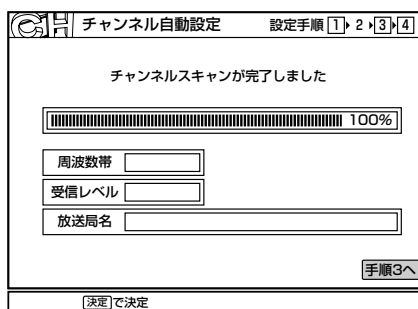 CH チャンネル自動設定 設定手順 1 2 3 4
チャンネルスキャンが完了しました
100%
周波数帯
受信レベル
放送局名
手順3へ
決定で決定